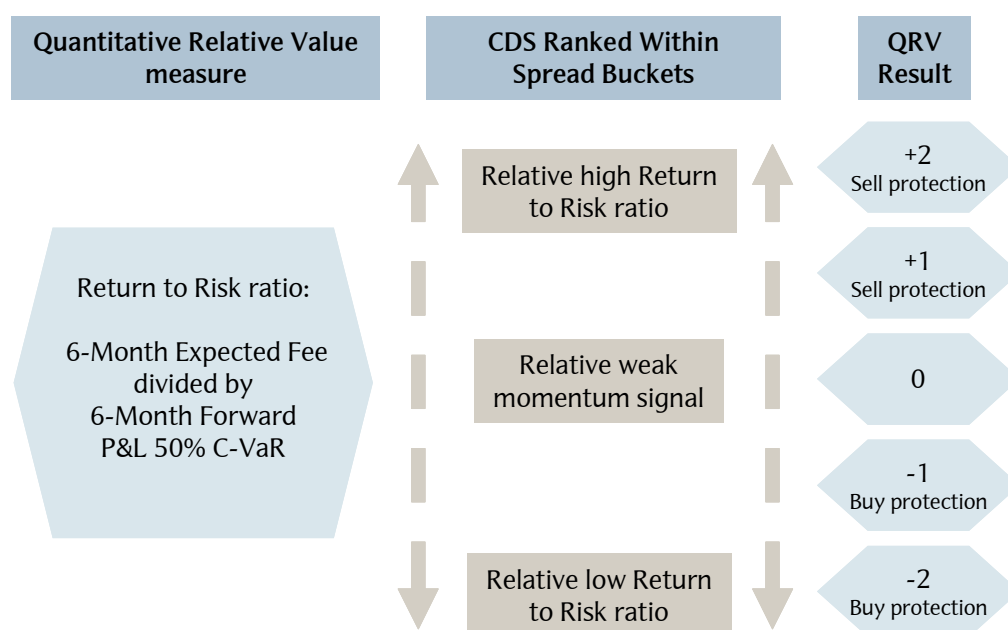 Quantitative Relative Value
measure
CDS Ranked Within
Spread Buckets
QRV
Result
Return to Risk ratio:
6-Month Expected Fee
divided by
6-Month Forward
P&L 50% C-VaR
Relative high Return
to Risk ratio
Relative weak
momentum signal
Relative low Return
to Risk ratio
+2
Sell protection
+1
Sell protection
0
-1
Buy protection
-2
Buy protection